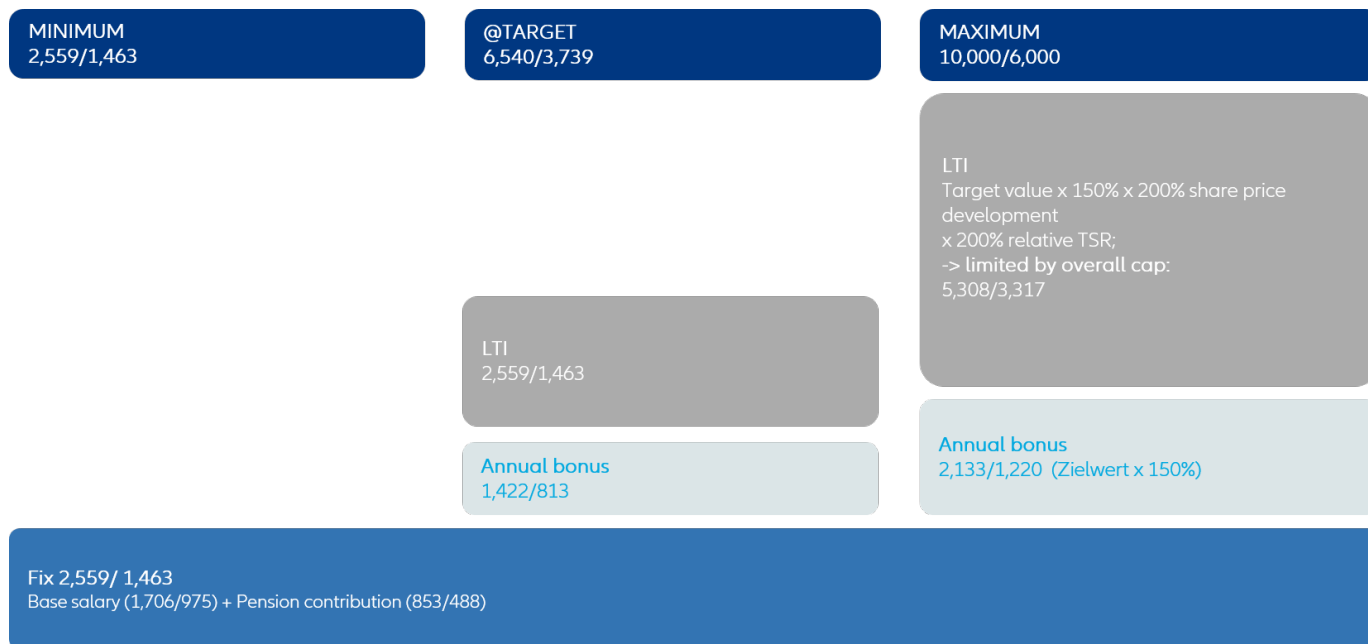 MINIMUM
2,559/1,463
@TARGET
6,540/3,739
MAXIMUM
10,000/6,000
LTI
Target value x 150% x 200% share price
development
x 200% relative TSR;
-> limited by overall cap:
5,308/3,317
LTI
2,559/1,463
Annual bonus
1,422/813
Annual bonus
2,133/1,220 (Zielwert x 150%)
Fix 2,559/ 1,463
Base salary (1,706/975) + Pension contribution (853/488)